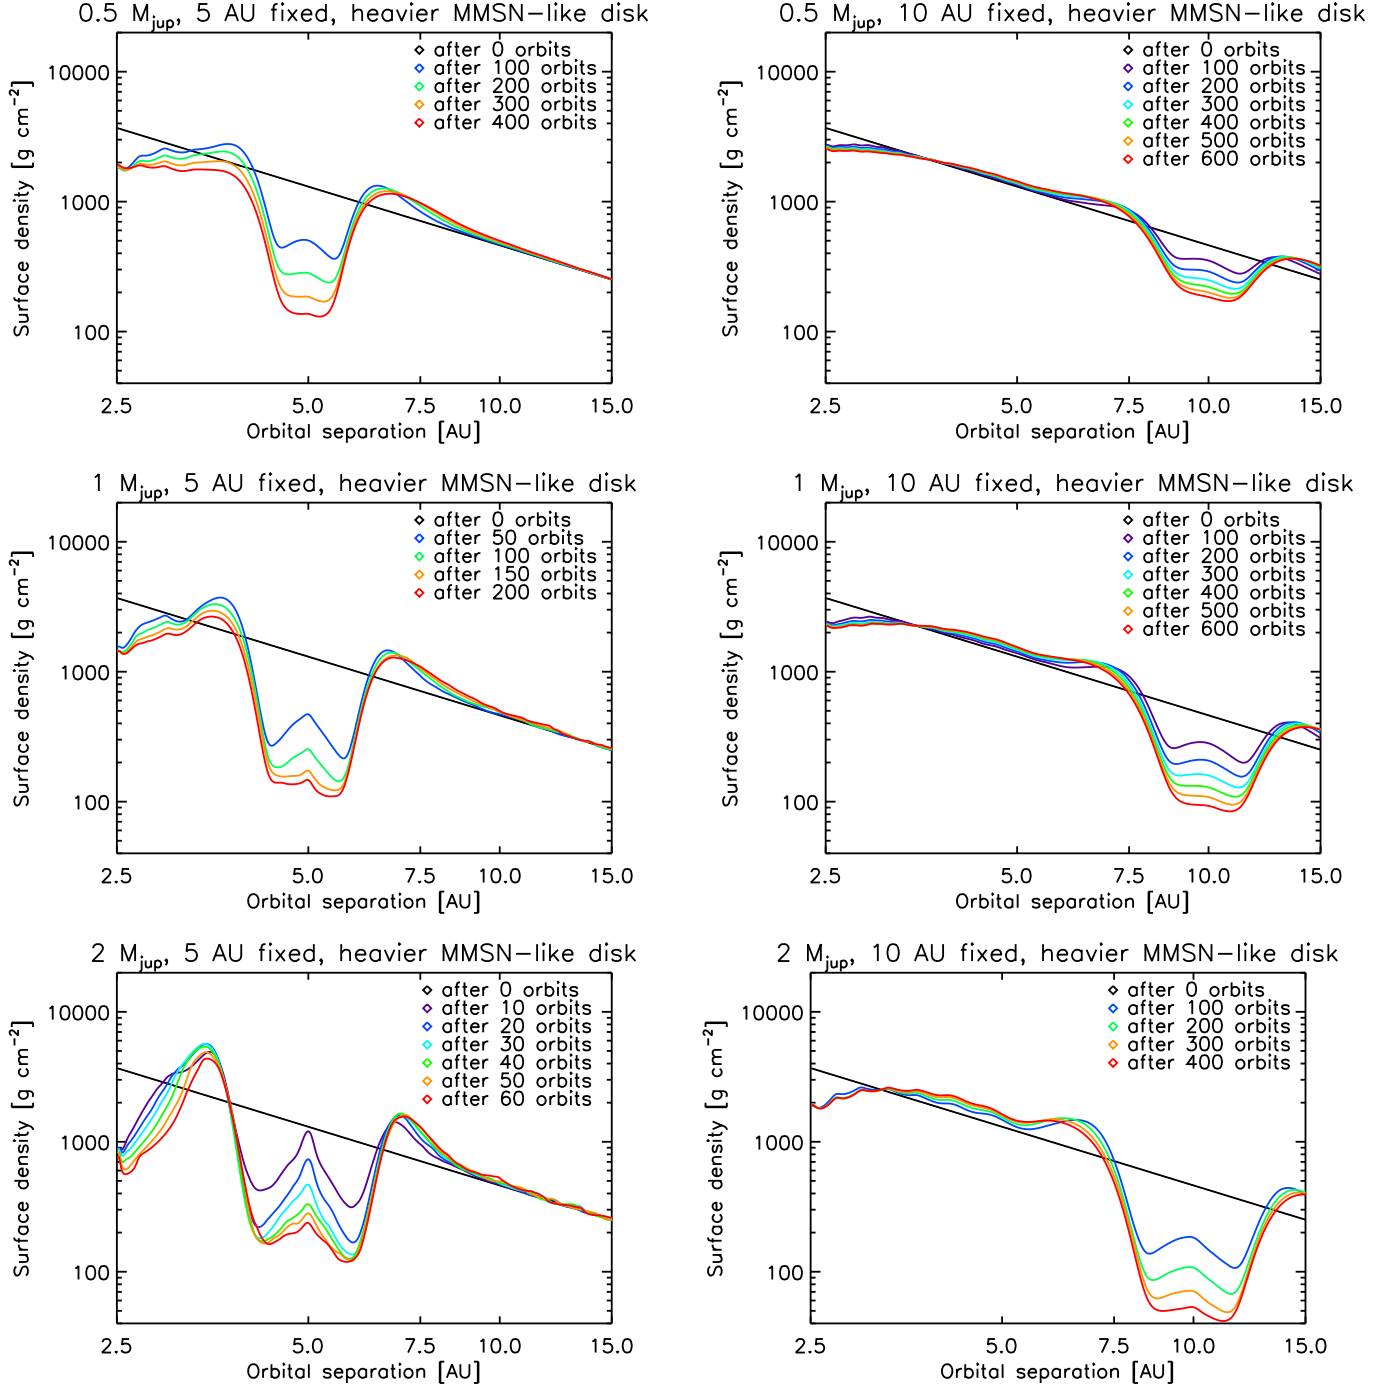 0.5 Mjup, 5 AU fixed, heavier MMSN-like disk
after 0 orbits
after 100 orbits
after 200 orbits
after 300 orbits
after 400 orbits
10000
1000
100
Surface density [g cm-2]
2.5 5.0 7.5 10.0 15.0
Orbital separation [AU]
0.5 Mjup, 10 AU fixed, heavier MMSN-like disk
after 0 orbits
after 100 orbits
after 200 orbits
after 300 orbits
after 400 orbits
after 500 orbits
after 600 orbits
10000
1000
100
Surface density [g cm-2]
2.5 5.0 7.5 10.0 15.0
Orbital separation [AU]
1 Mjup, 5 AU fixed, heavier MMSN-like disk
after 0 orbits
after 50 orbits
after 100 orbits
after 150 orbits
after 200 orbits
10000
1000
100
Surface density [g cm-2]
2.5 5.0 7.5 10.0 15.0
Orbital separation [AU]
1 Mjup, 10 AU fixed, heavier MMSN-like disk
after 0 orbits
after 100 orbits
after 200 orbits
after 300 orbits
after 400 orbits
after 500 orbits
after 600 orbits
10000
1000
100
Surface density [g cm-2]
2.5 5.0 7.5 10.0 15.0
Orbital separation [AU]
2 Mjup, 5 AU fixed, heavier MMSN-like disk
after 0 orbits
after 10 orbits
after 20 orbits
after 30 orbits
after 40 orbits
after 50 orbits
after 60 orbits
10000
1000
100
Surface density [g cm-2]
2.5 5.0 7.5 10.0 15.0
Orbital separation [AU]
2 Mjup, 10 AU fixed, heavier MMSN-like disk
after 0 orbits
after 100 orbits
after 200 orbits
after 300 orbits
after 400 orbits
10000
1000
100
Surface density [g cm-2]
2.5 5.0 7.5 10.0 15.0
Orbital separation [AU]